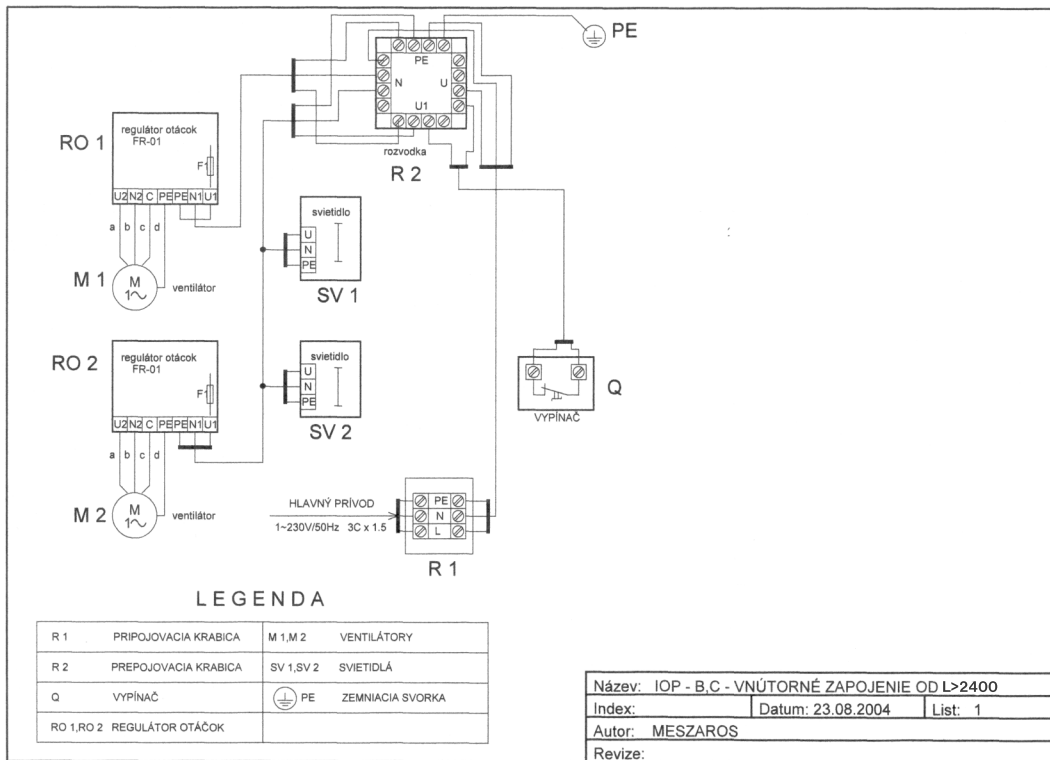 PE
PE
N
U
U1
rozvodka
R 2
RO 1
regulátor otácok
FR-01
F1
U2 N2 C PE PE N1 U1
a b c d
M 1
M
1~
ventilátor
svietidlo
U
N
PE
SV 1
RO 2
regulátor otácok
FR-01
F1
U2 N2 C PE PE N1 U1
a b c d
M 2
M
1~
ventilátor
svietidlo
U
N
PE
SV 2
Q
VYPÍNAČ
HLAVNÝ PRÍVOD
1~230V/50Hz 3C x 1.5
PE
N
L
R 1
LEGENDA
R 1 PRIPOJOVACIA KRABICA M 1,M 2 VENTILÁTORY
R 2 PREPOJOVACIA KRABICA SV 1,SV 2 SVIETIDLÁ
Q VYPÍNAČ PE ZEMNIACIA SVORKA
RO 1,RO 2 REGULÁTOR OTÁČOK
Název: IOP - B,C - VNÚTORNÉ ZAPOJENIE OD L>2400
Index: Datum: 23.08.2004 List: 1
Autor: MESZAROS
Revize: